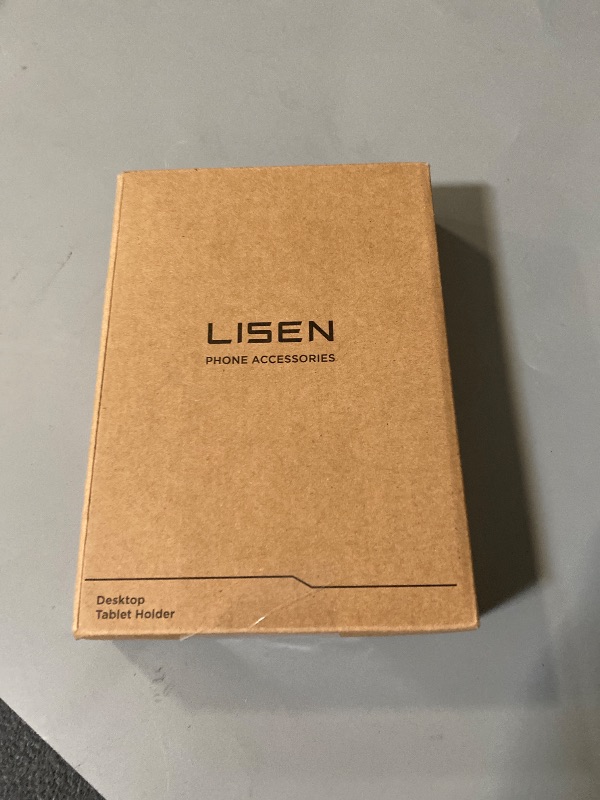 LISEN
PHONE ACCESSORIES
Desktop
Tablet Holder